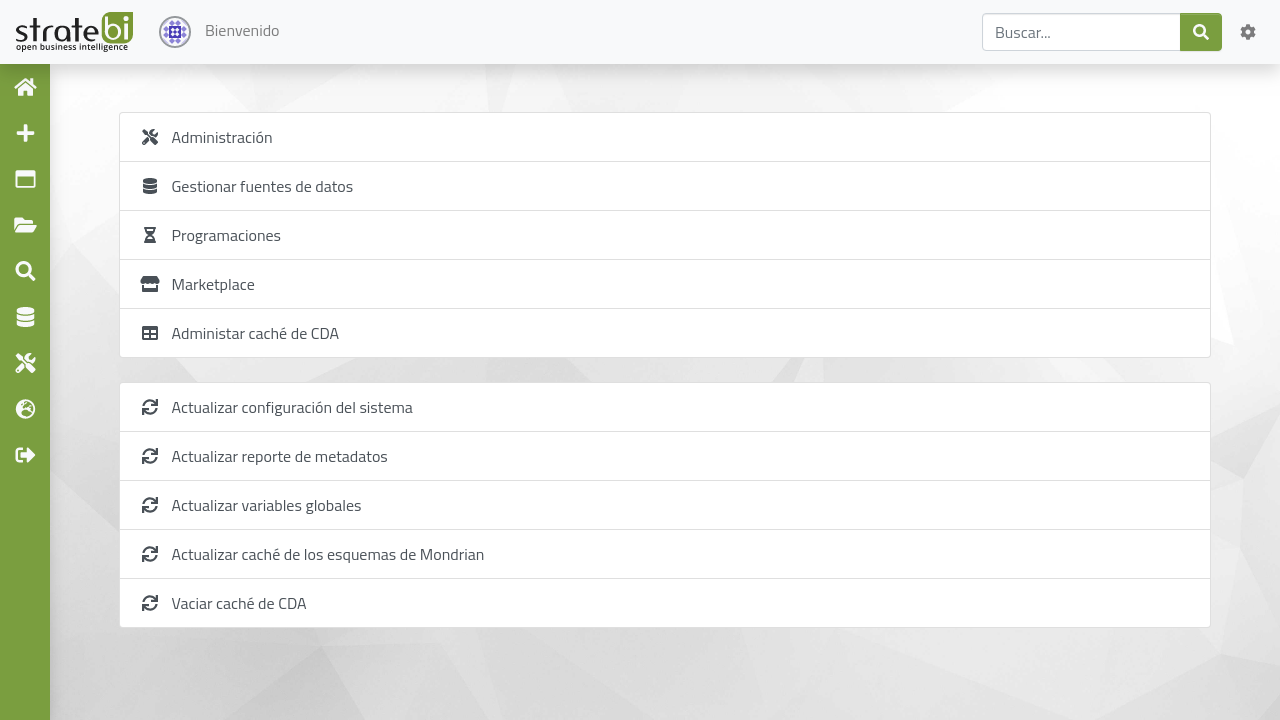 stratebi
open business intelligence
Bienvenido
Buscar...
Administración
Gestionar fuentes de datos
Programaciones
Marketplace
Administar caché de CDA
Actualizar configuración del sistema
Actualizar reporte de metadatos
Actualizar variables globales
Actualizar caché de los esquemas de Mondrian
Vaciar caché de CDA